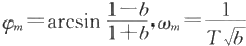 φₘ=arcsin (1−b)/(1+b), ωₘ=1/(T√b)